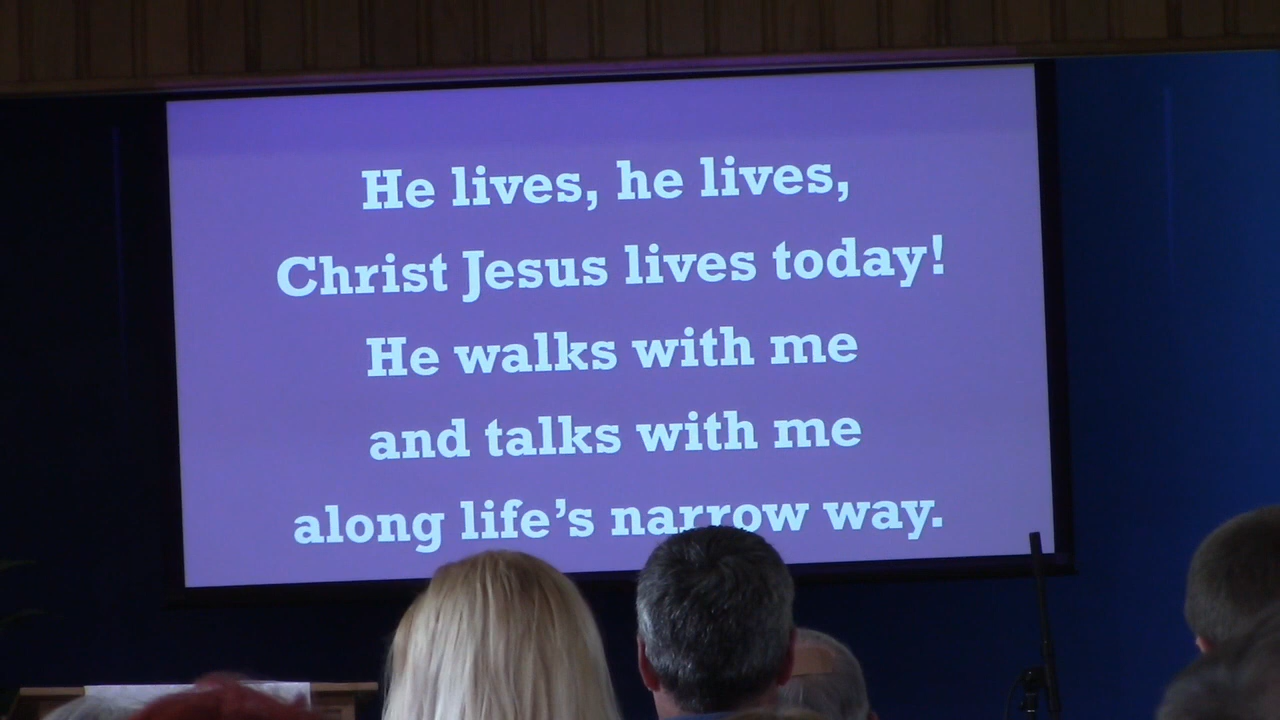 He lives, he lives,
Christ Jesus lives today!
He walks with me
and talks with me
along life’s narrow way.